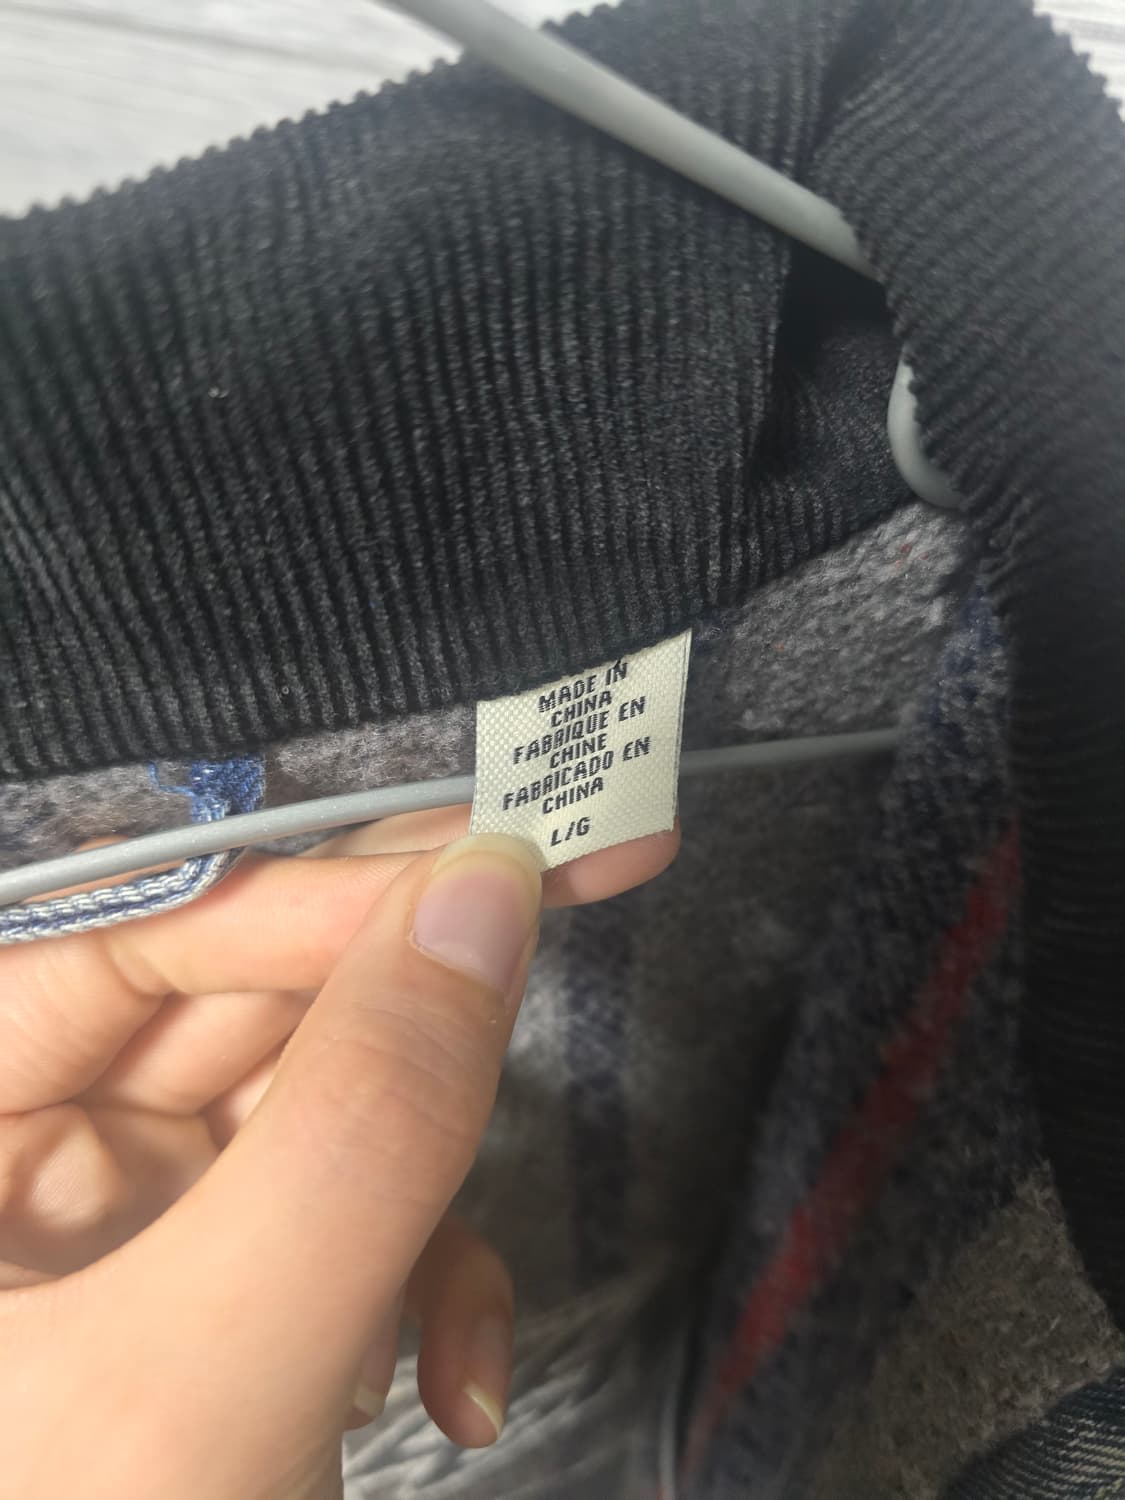 MADE IN
CHINA
FABRIQUE EN
CHINE
FABRICADO EN
CHINA
L/G